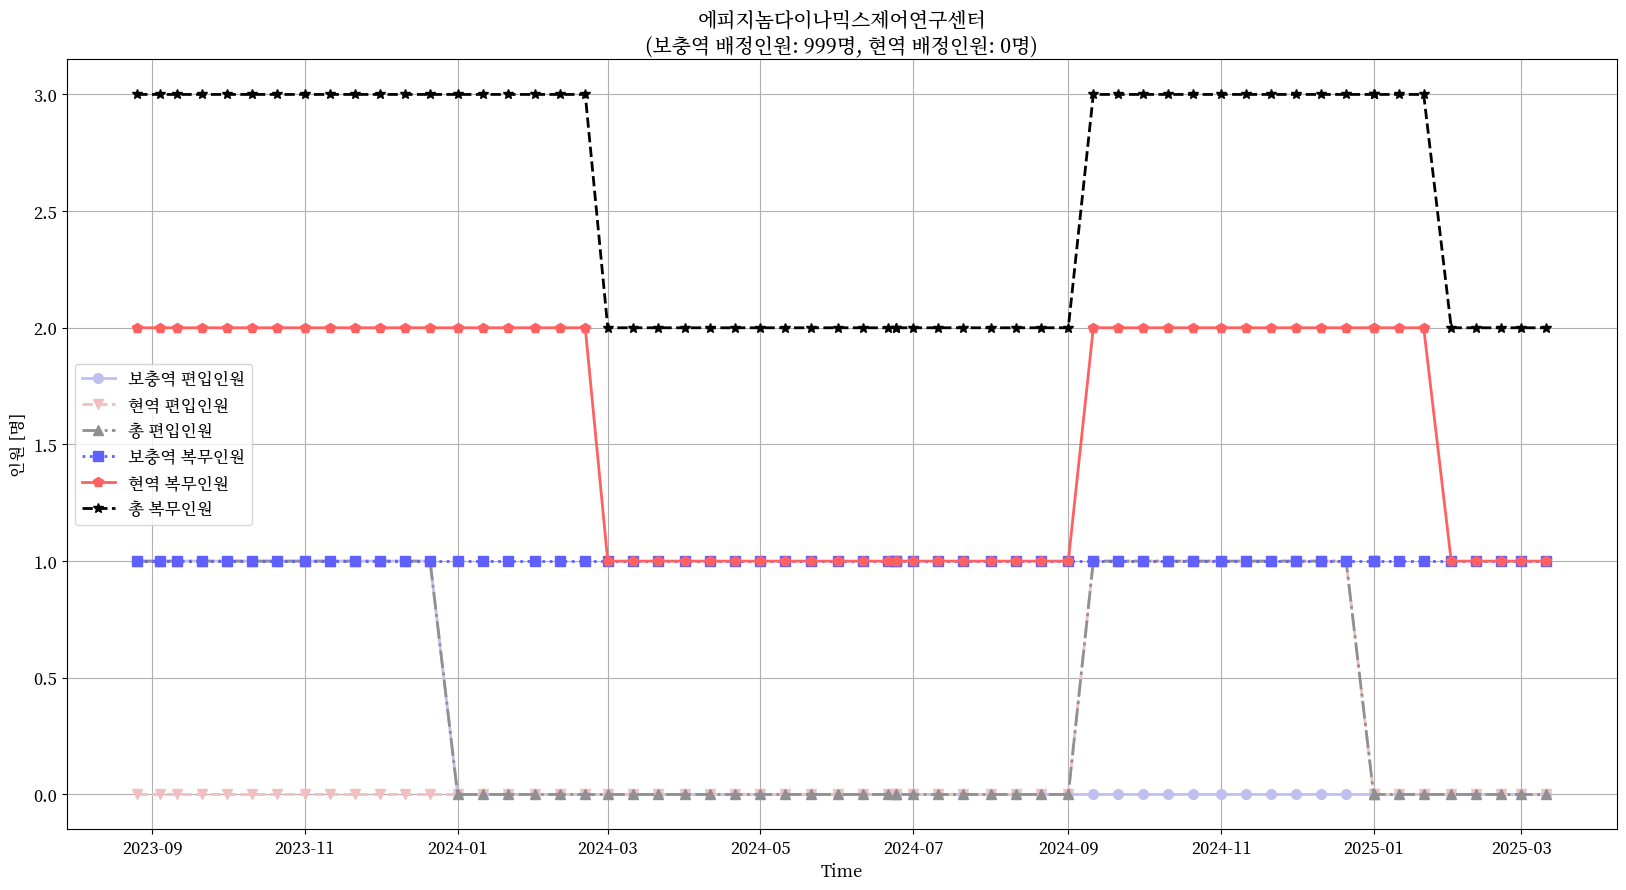 에피지놈다이나믹스제어연구센터
(보충역 배정인원: 999명, 현역 배정인원: 0명)
3.0
2.5
2.0
1.5
1.0
0.5
0.0
인원 [명]
보충역 편입인원
현역 편입인원
총 편입인원
보충역 복무인원
현역 복무인원
총 복무인원
2023-09 2023-11 2024-01 2024-03 2024-05 2024-07 2024-09 2024-11 2025-01 2025-03
Time